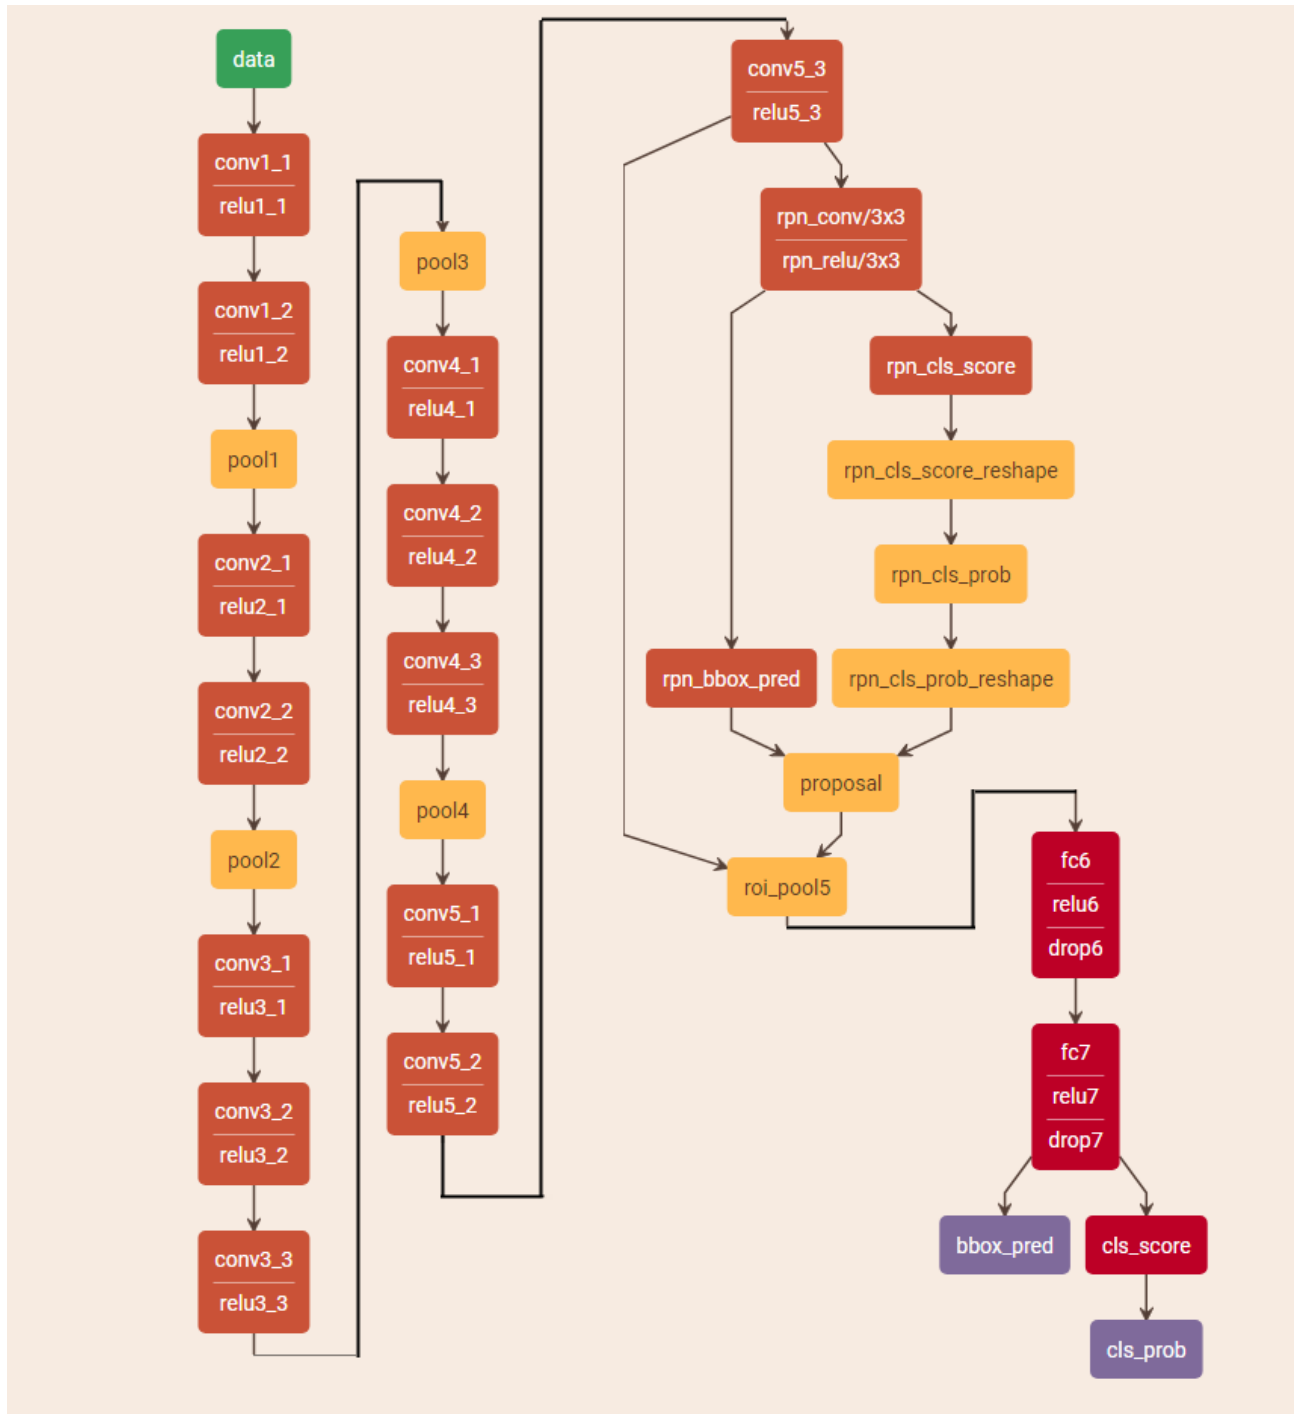 data
conv1_1
relu1_1
conv1_2
relu1_2
pool1
conv2_1
relu2_1
conv2_2
relu2_2
pool2
conv3_1
relu3_1
conv3_2
relu3_2
conv3_3
relu3_3
pool3
conv4_1
relu4_1
conv4_2
relu4_2
conv4_3
relu4_3
pool4
conv5_1
relu5_1
conv5_2
relu5_2
conv5_3
relu5_3
rpn_conv/3x3
rpn_relu/3x3
rpn_cls_score
rpn_cls_score_reshape
rpn_cls_prob
rpn_bbox_pred
rpn_cls_prob_reshape
proposal
roi_pool5
fc6
relu6
drop6
fc7
relu7
drop7
bbox_pred
cls_score
cls_prob